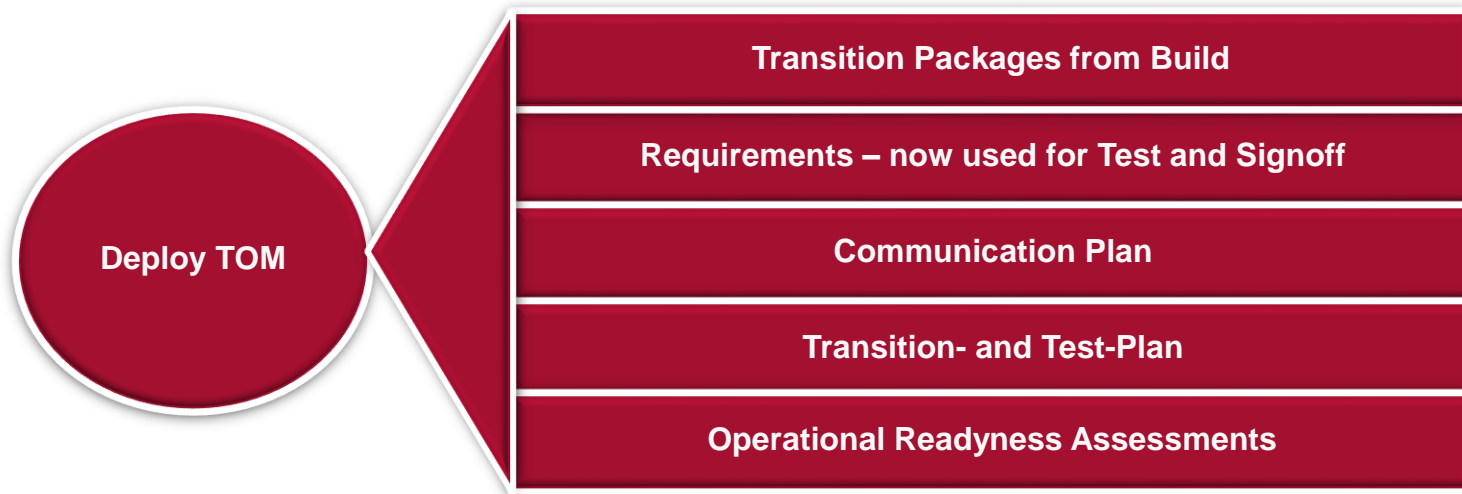 Transition Packages from Build
Requirements – now used for Test and Signoff
Deploy TOM
Communication Plan
Transition- and Test-Plan
Operational Readyness Assessments